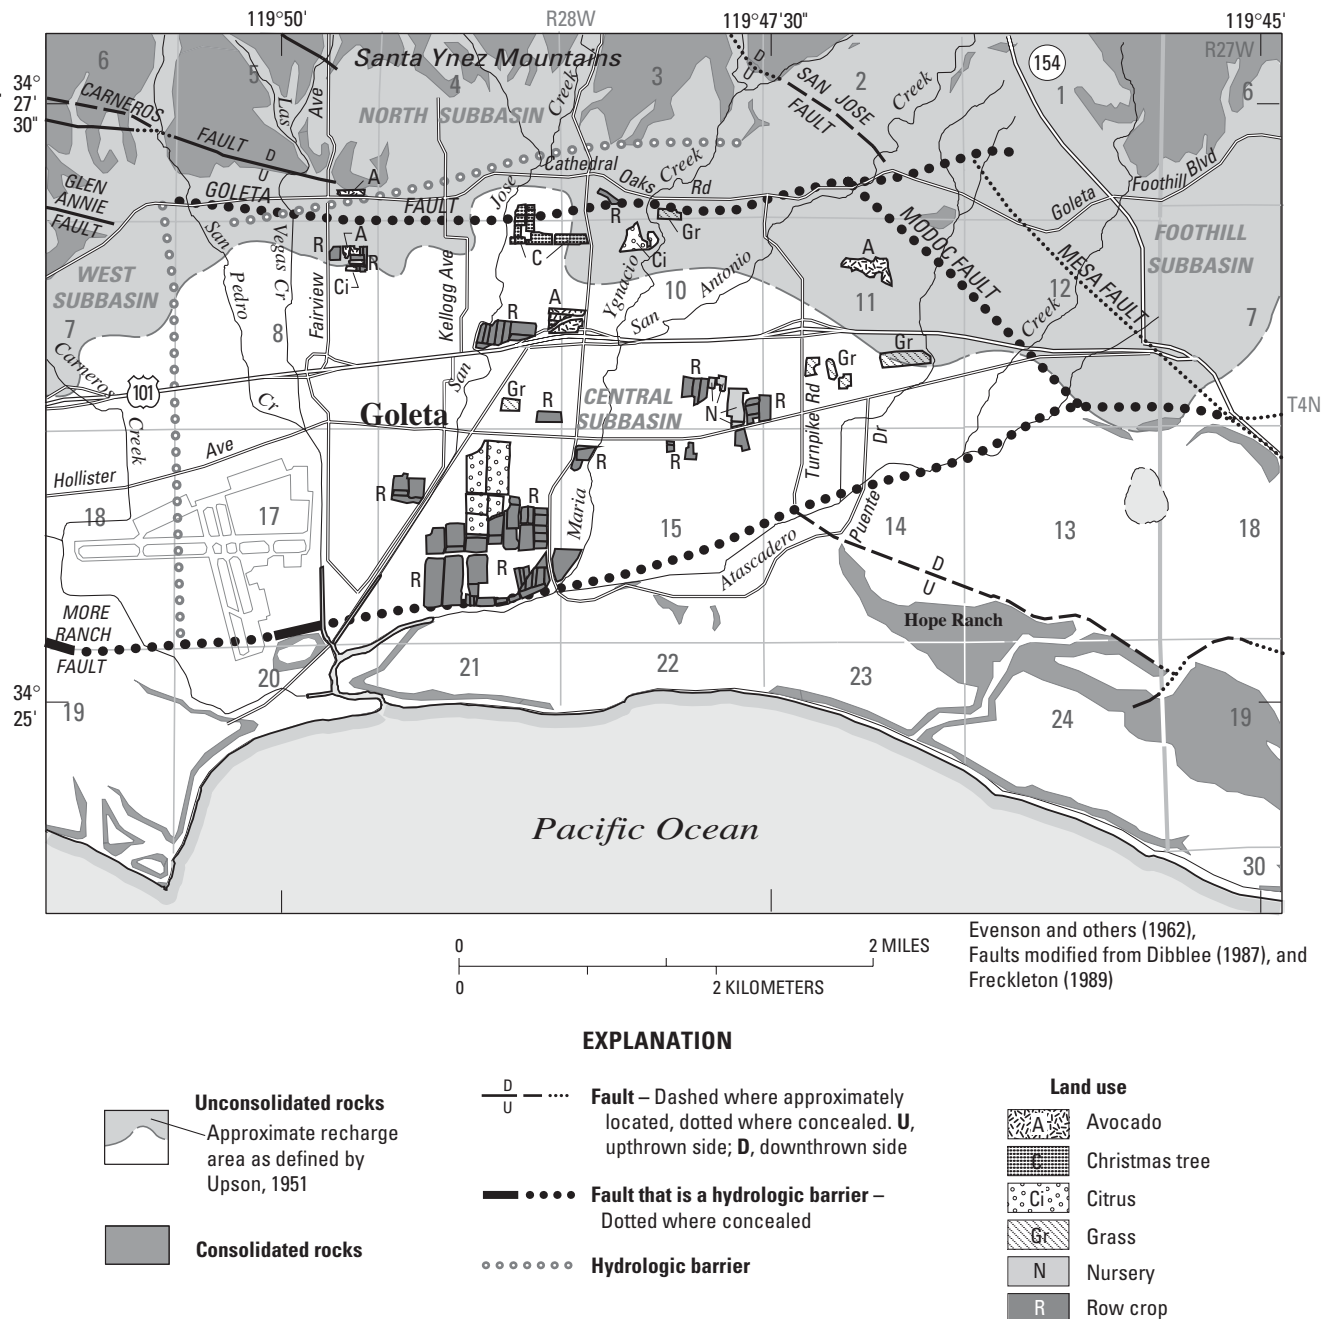 119°50'
R28W
119°47'30"
119°45'
34°
27'
30"
6
5
Santa Ynez Mountains
4
3
2
154
1
R27W
6
CARNEROS
FAULT
D
U
Las
Vegas Cr
Ave
Fairview
NORTH SUBBASIN
Creek
D
U
SAN JOSE
FAULT
Creek
GLEN
ANNIE
FAULT
GOLETA
FAULT
A
Cathedral
Oaks
Rd
Creek
Jose
R
Gr
Goleta
Foothill
Blvd
WEST
SUBBASIN
San
Pedro
R
A
R
Ci
Kellogg Ave
C
Ci
Ygnacio
San
Antonio
A
MODOC FAULT
MESA FAULT
FOOTHILL
SUBBASIN
7
8
10
11
12
7
Creek
R
A
Gr
Gr
Carneros
Creek
101
Cr
San
Gr
R
CENTRAL
SUBBASIN
R
N
R
T4N
Goleta
Hollister
Ave
R
R
R
Turnpike Rd
Dr
Puente
18
17
R
R
R
Maria
15
14
13
18
Atascadero
D
U
MORE
RANCH
FAULT
Hope Ranch
20
21
22
23
34°
25'
19
24
19
Pacific Ocean
30
0
2 MILES
0
2 KILOMETERS
Evenson and others (1962),
Faults modified from Dibblee (1987), and
Freckleton (1989)
EXPLANATION
Unconsolidated rocks
Approximate recharge
area as defined by
Upson, 1951
Consolidated rocks
D
U
Fault – Dashed where approximately
located, dotted where concealed. U,
upthrown side; D, downthrown side
Fault that is a hydrologic barrier –
Dotted where concealed
Hydrologic barrier
Land use
A Avocado
C Christmas tree
Ci Citrus
Gr Grass
N Nursery
R Row crop